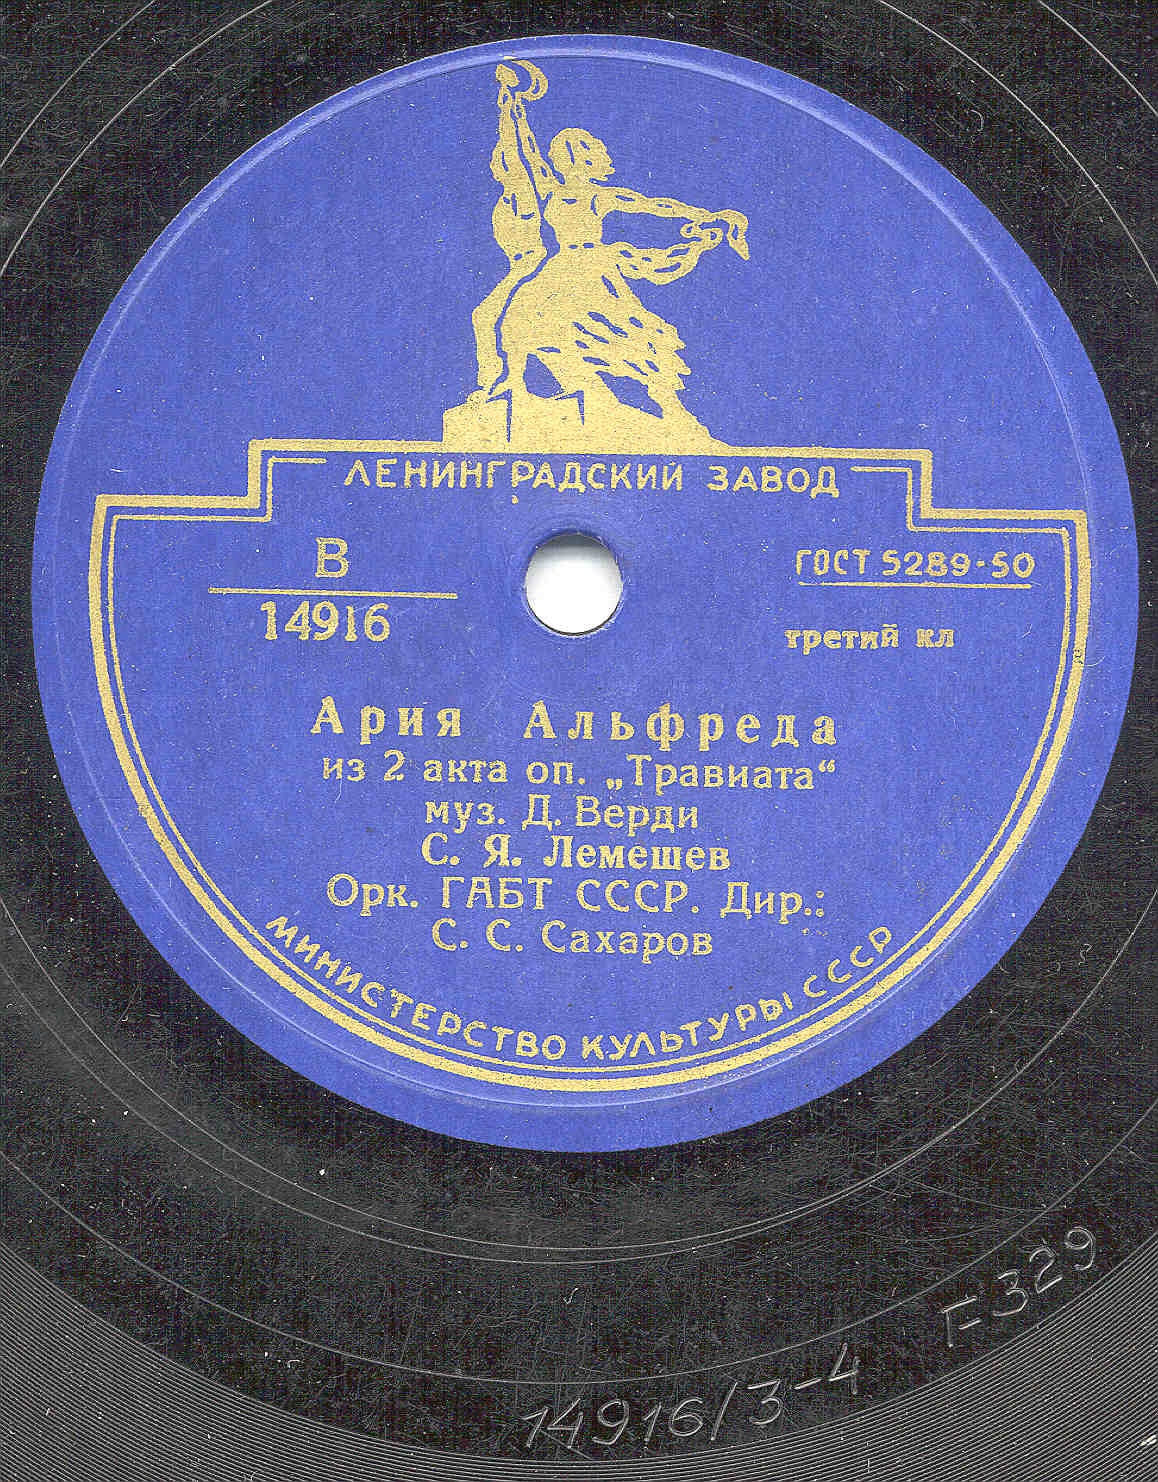 ЛЕНИНГРАДСКИЙ ЗАВОД
В
14916
ГОСТ 5289-50
третий кл
Ария Альфреда
из 2 акта оп. „Травиата“
муз. Д. Верди
С. Я. Лемешев
Орк. ГАБТ СССР. Дир.:
С. С. Сахаров
МИНИСТЕРСТВО КУЛЬТУРЫ СССР
14916/3-4
Г-329